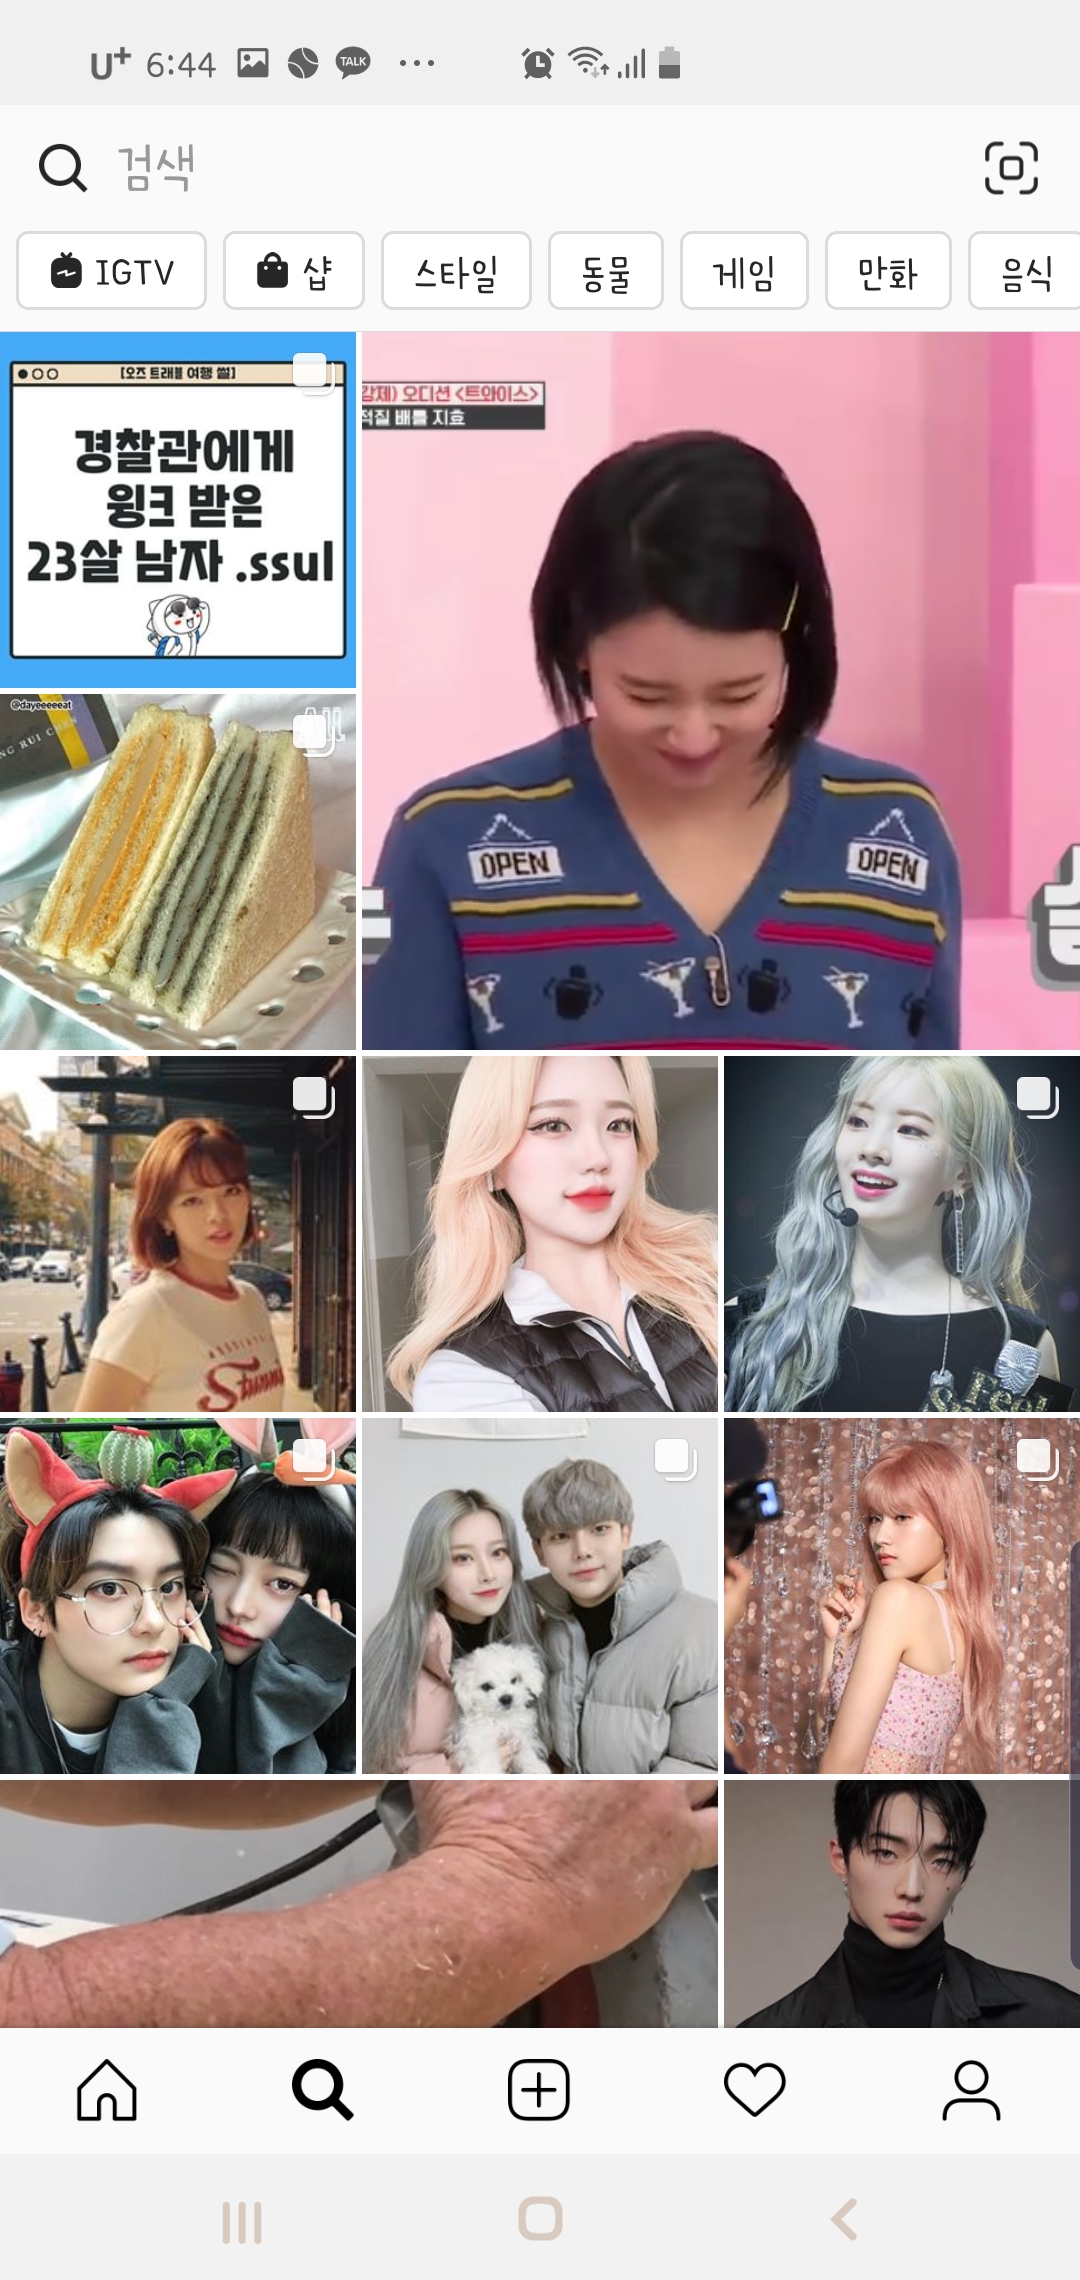 U+ 6:44 TALK
검색
IGTV 샵 스타일 동물 게임 만화 음식
[오즈 트래블 여행 썰]
경찰관에게
윙크 받은
23살 남자 .ssul
강제) 오디션 <트와이스>
적질 배틀 지효
OPEN OPEN
@dayeeeeeat
NG RUI CHEN